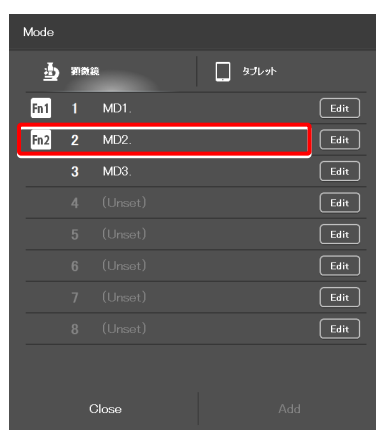 Mode
顕微鏡 タブレット
Fn1 1 MD1. Edit
Fn2 2 MD2. Edit
3 MD3. Edit
4 (Unset) Edit
5 (Unset) Edit
6 (Unset) Edit
7 (Unset) Edit
8 (Unset) Edit
Close Add